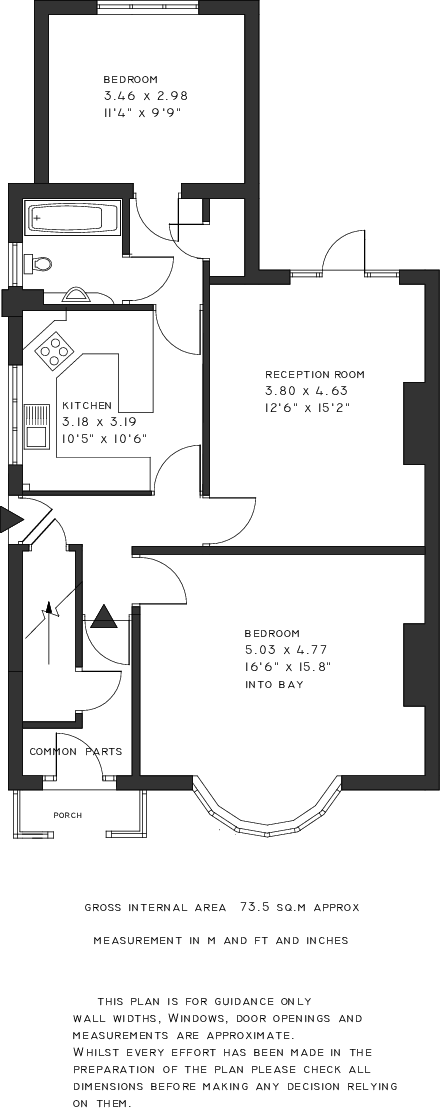 BEDROOM
3.46 x 2.98
11'4" x 9'9"
RECEPTION ROOM
3.80 x 4.63
12'6" x 15'2"
KITCHEN
3.18 x 3.19
10'5" x 10'6"
BEDROOM
5.03 x 4.77
16'6" x 15.8"
INTO BAY
COMMON PARTS
PORCH
GROSS INTERNAL AREA 73.5 SQ.M APPROX
MEASUREMENT IN M AND FT AND INCHES
THIS PLAN IS FOR GUIDANCE ONLY
WALL WIDTHS, WINDOWS, DOOR OPENINGS AND
MEASUREMENTS ARE APPROXIMATE.
WHILST EVERY EFFORT HAS BEEN MADE IN THE
PREPARATION OF THE PLAN PLEASE CHECK ALL
DIMENSIONS BEFORE MAKING ANY DECISION RELYING
ON THEM.